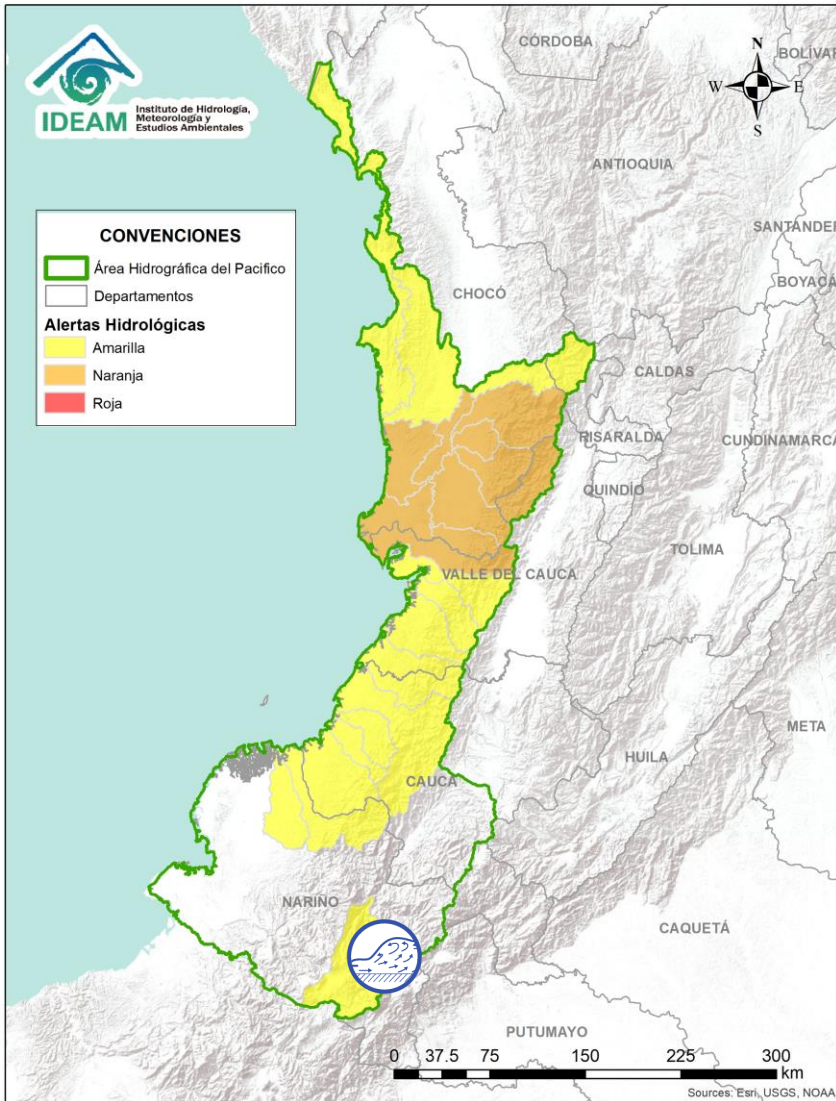 CÓRDOBA
BOLÍVAR
N
W E
S
IDEAM
Instituto de Hidrología,
Meteorología y
Estudios Ambientales
ANTIOQUIA
SANTANDER
CONVENCIONES
Área Hidrográfica del Pacifico
Departamentos
Alertas Hidrológicas
Amarilla
Naranja
Roja
BOYACÁ
CHOCÓ
CALDAS
RISARALDA
CUNDINAMARCA
QUINDÍO
TOLIMA
VALLE DEL CAUCA
META
HUILA
CAUCA
NARIÑO
CAQUETÁ
PUTUMAYO
0 37.5 75 150 225 300
km
Sources: Esri, USGS, NOAA